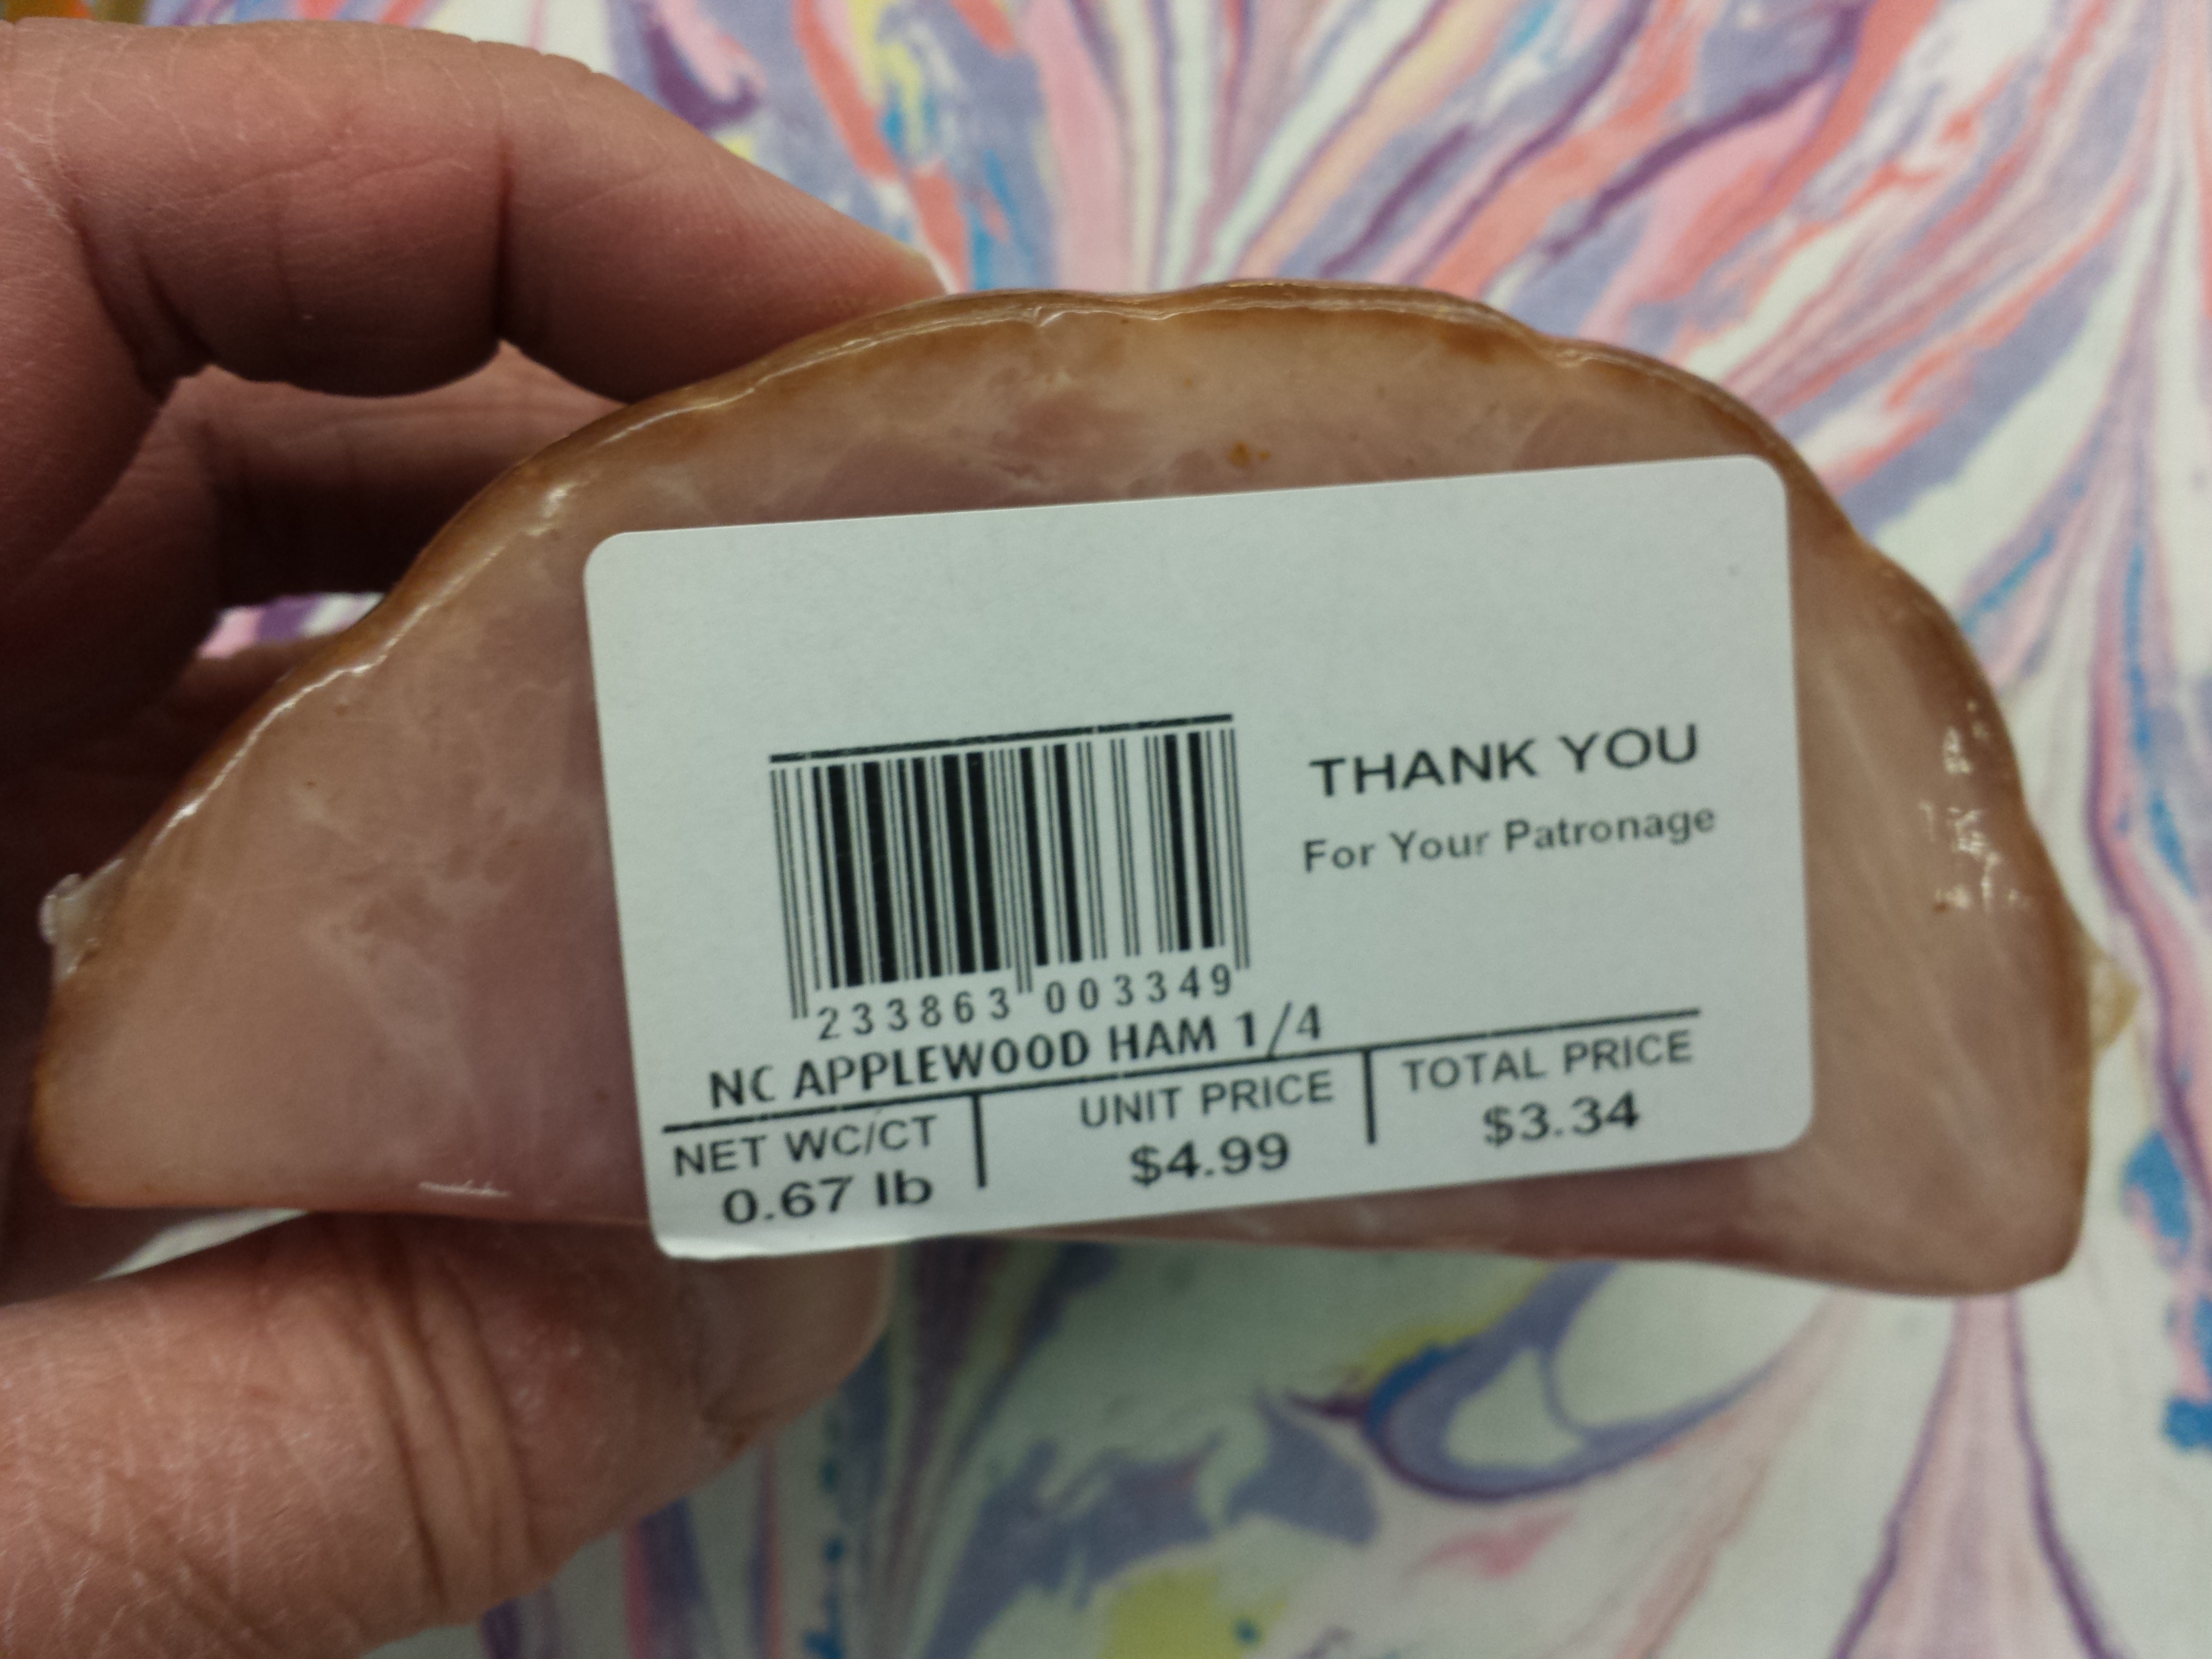 THANK YOU
For Your Patronage
233863 003349
NC APPLEWOOD HAM 1/4
NET WC/CT UNIT PRICE TOTAL PRICE
0.67 lb $4.99 $3.34